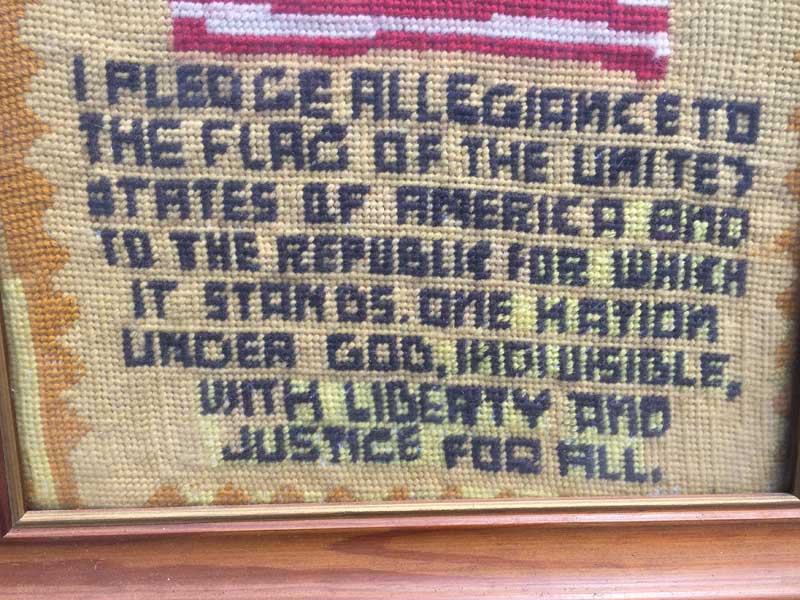 I PLEDGE ALLEGIANCE TO
THE FLAG OF THE UNITED
STATES OF AMERICA AND
TO THE REPUBLIC FOR WHICH
IT STANDS. ONE NATION
UNDER GOD, INDIVISIBLE,
WITH LIBERTY AND
JUSTICE FOR ALL.